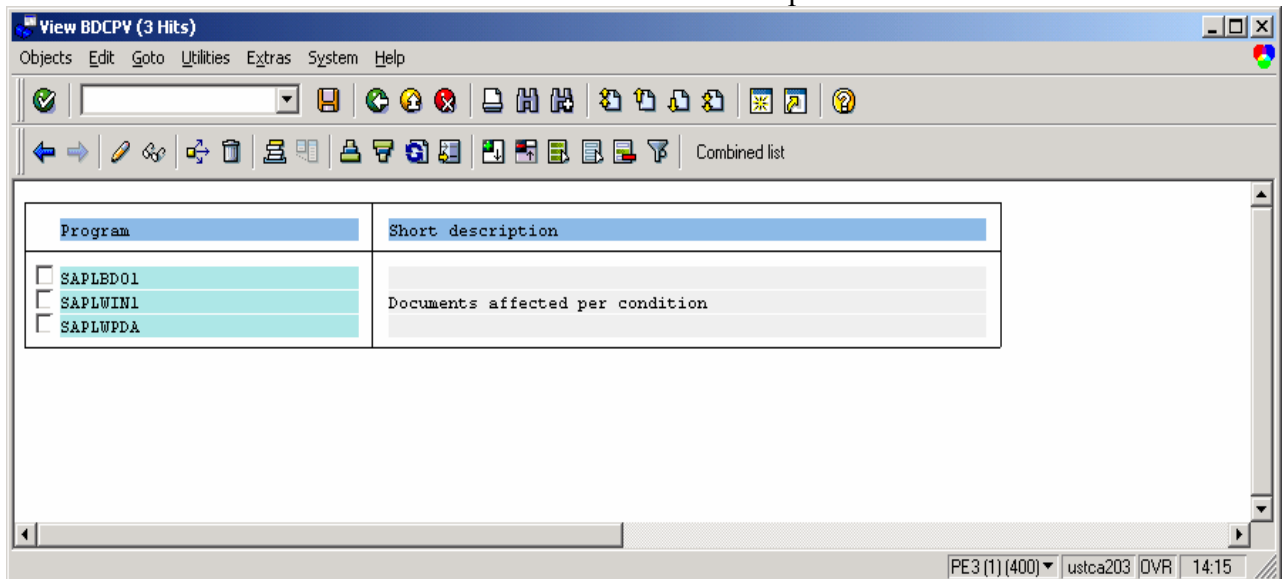 View BDCPV (3 Hits)
Objects Edit Goto Utilities Extras System Help
Combined list
Program Short description
SAPLBD01
SAPLWIN1 Documents affected per condition
SAPLWPDA
PE3 (1) (400) ustca203 OVR 14:15